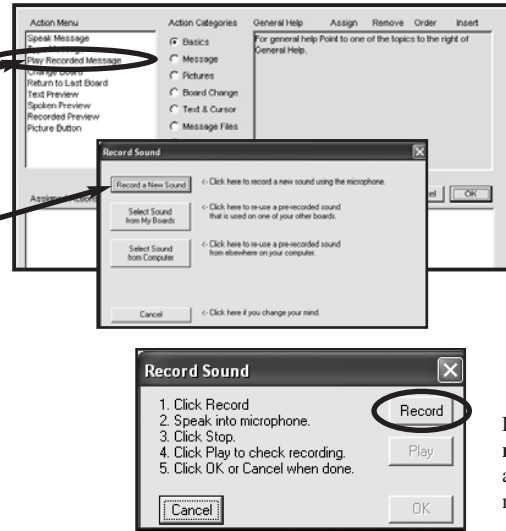 Action Menu Action Categories General Help Assign Remove Order Insert
Speak Message
Play Recorded Message
Change Board
Return to Last Board
Text Preview
Spoken Preview
Recorded Preview
Picture Button
Basics
Message
Pictures
Board Change
Text & Cursor
Message Files
For general help Point to one of the topics to the right of
General Help.
OK
Record Sound
Record a New Sound <- Click here to record a new sound using the microphone.
Select Sound
from My Boards
<- Click here to re-use a pre-recorded sound
that is used on one of your other boards.
Select Sound
from Computer
<- Click here to re-use a pre-recorded sound
from elsewhere on your computer.
Cancel <- Click here if you change your mind.
Record Sound
1. Click Record
2. Speak into microphone.
3. Click Stop.
4. Click Play to check recording.
5. Click OK or Cancel when done.
Record
Play
Cancel
OK